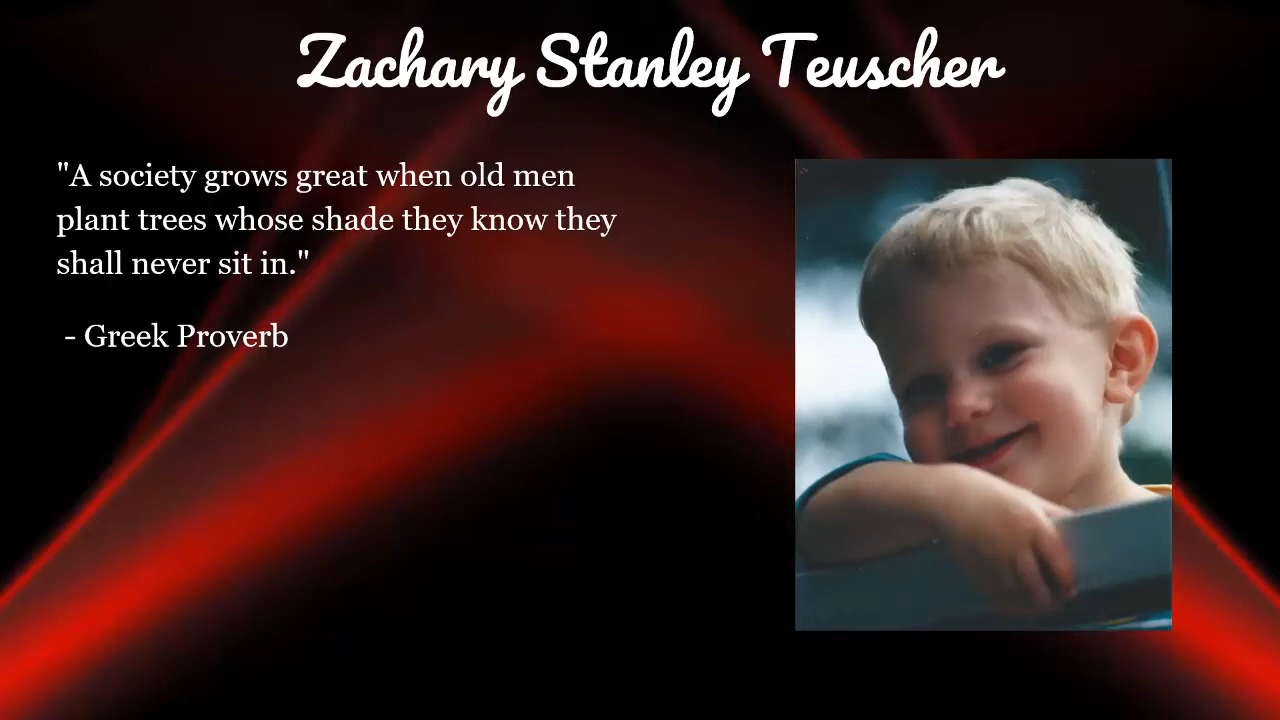 Zachary Stanley Teuscher
"A society grows great when old men
plant trees whose shade they know they
shall never sit in."
- Greek Proverb